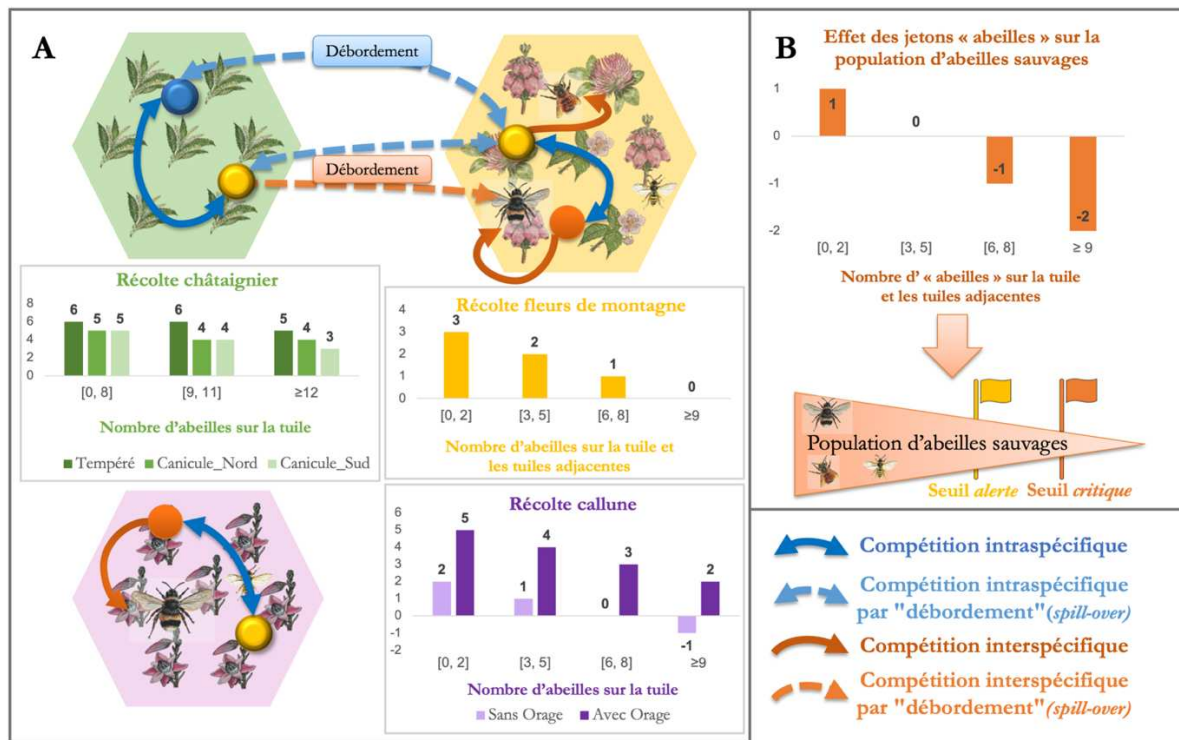 A
Débordement
Débordement
Récolte châtaignier
8
6
4
2
0
6
5
5
6
4
4
5
4
3
[0, 8]
[9, 11]
≥12
Nombre d'abeilles sur la tuile
Tempéré
Canicule_Nord
Canicule_Sud
Récolte fleurs de montagne
4
3
2
1
0
3
2
1
0
[0, 2]
[3, 5]
[6, 8]
≥9
Nombre d'abeilles sur la tuile et
les tuiles adjacentes
Récolte callune
6
5
4
3
2
1
0
-1
-2
2
5
1
4
0
3
-1
2
[0, 2]
[3, 5]
[6, 8]
≥9
Nombre d'abeilles sur la tuile
Sans Orage
Avec Orage
B
Effet des jetons « abeilles » sur la
population d'abeilles sauvages
1
0
-1
-2
1
0
-1
-2
[0, 2]
[3, 5]
[6, 8]
≥ 9
Nombre d' « abeilles » sur la tuile
et les tuiles adjacentes
Population d'abeilles sauvages
Seuil alerte
Seuil critique
Compétition intraspécifique
Compétition intraspécifique
par "débordement"(spill-over)
Compétition interspécifique
Compétition interspécifique
par "débordement"(spill-over)